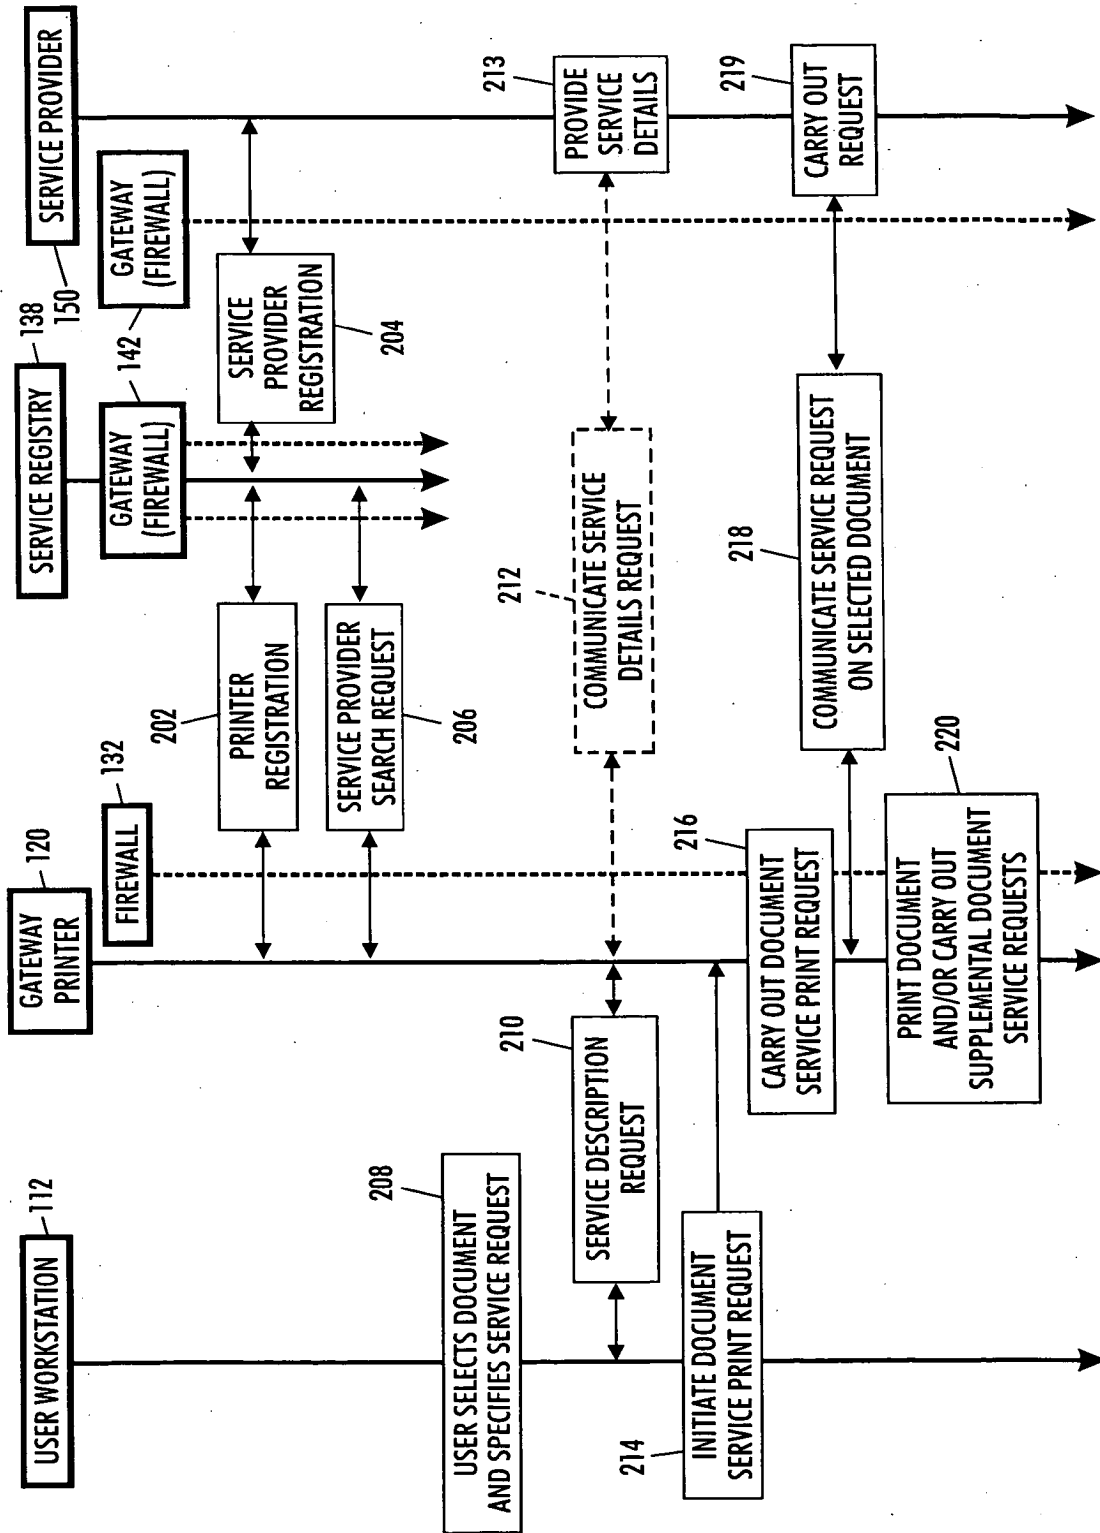 USER WORKSTATION
112
GATEWAY
PRINTER
120
FIREWALL
132
SERVICE REGISTRY
138
GATEWAY
(FIREWALL)
142
GATEWAY
(FIREWALL)
SERVICE PROVIDER
150
202
PRINTER
REGISTRATION
SERVICE
PROVIDER
REGISTRATION
204
SERVICE PROVIDER
SEARCH REQUEST
206
USER SELECTS DOCUMENT
AND SPECIFIES SERVICE REQUEST
208
210
SERVICE DESCRIPTION
REQUEST
212
COMMUNICATE SERVICE
DETAILS REQUEST
213
PROVIDE
SERVICE
DETAILS
214
INITIATE DOCUMENT
SERVICE PRINT REQUEST
216
CARRY OUT DOCUMENT
SERVICE PRINT REQUEST
218
COMMUNICATE SERVICE REQUEST
ON SELECTED DOCUMENT
219
CARRY OUT
REQUEST
220
PRINT DOCUMENT
AND/OR CARRY OUT
SUPPLEMENTAL DOCUMENT
SERVICE REQUESTS